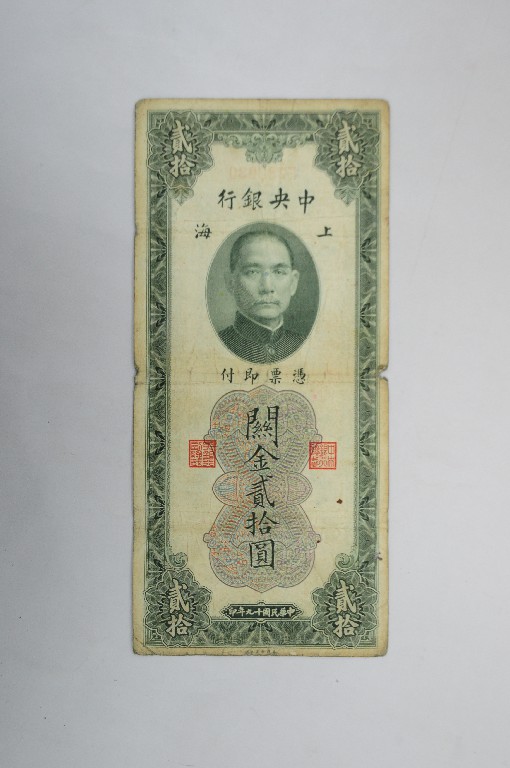 貳拾
貳拾
中央銀行
上海
憑票即付
關金貳拾圓
中華民國十九年印
貳拾
貳拾